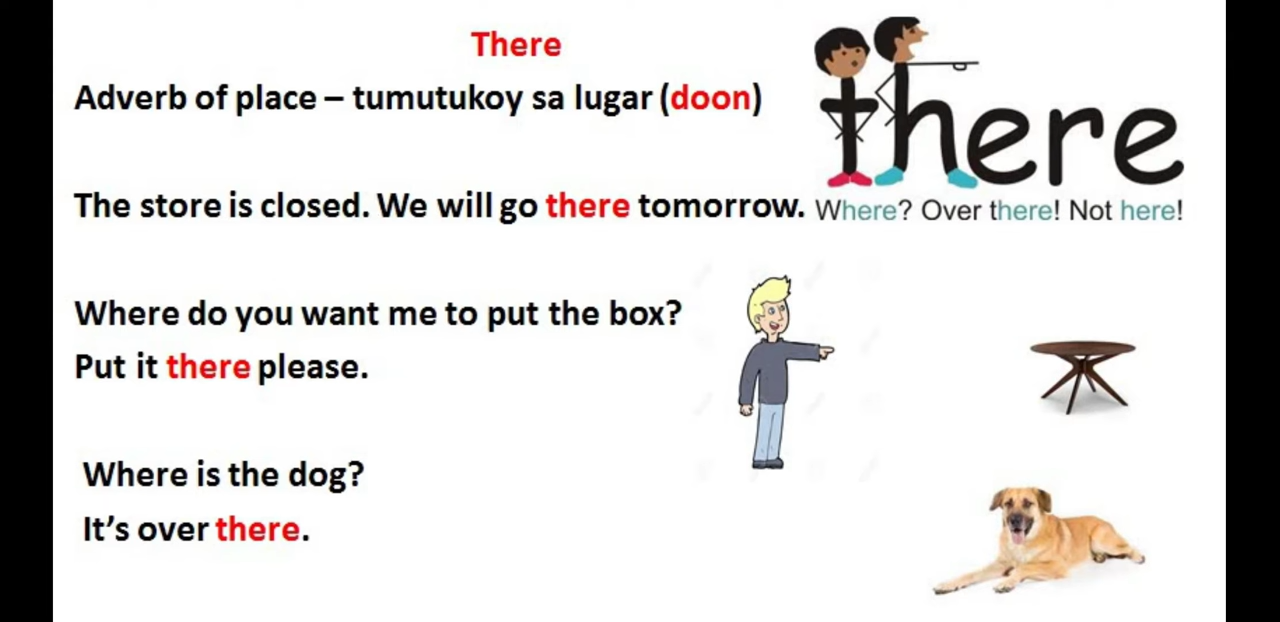 There
Adverb of place – tumutukoy sa lugar (doon)
there
Where? Over there! Not here!
The store is closed. We will go there tomorrow.
Where do you want me to put the box?
Put it there please.
Where is the dog?
It’s over there.